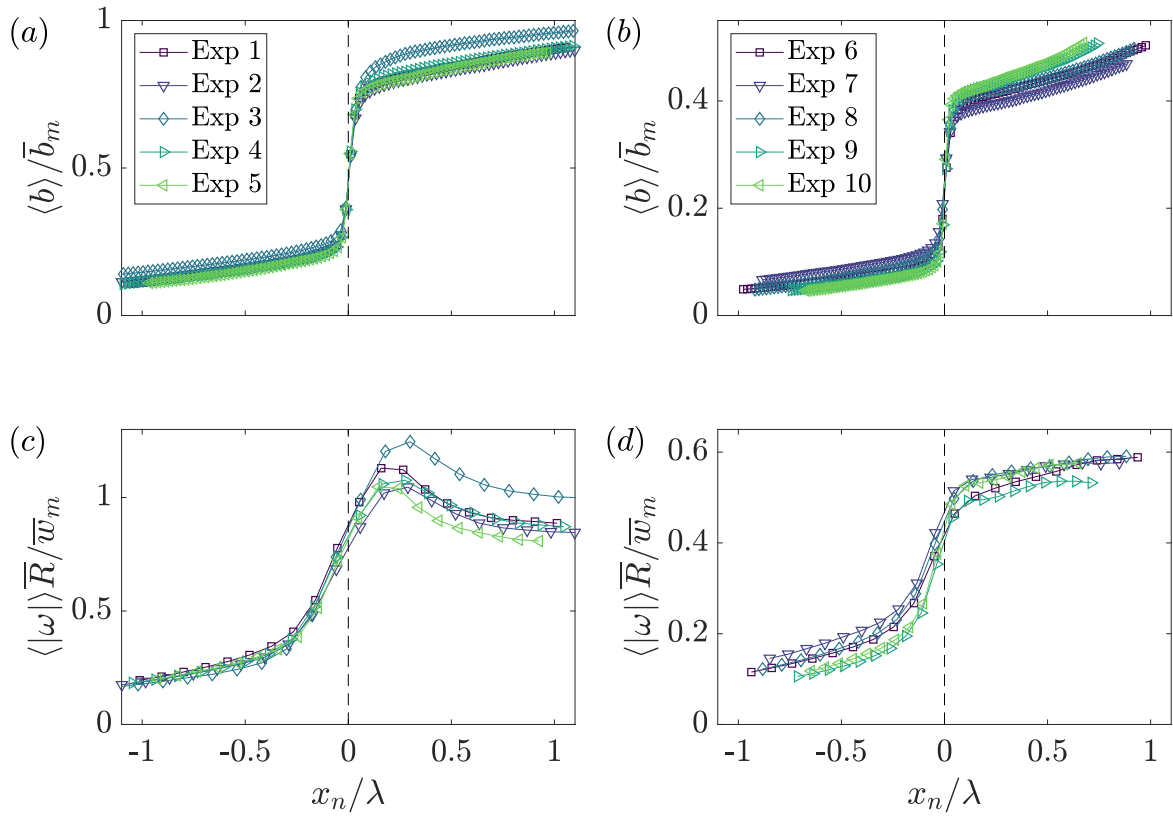 (a)
1
0.5
0
⟨b⟩/b̅ₘ
Exp 1
Exp 2
Exp 3
Exp 4
Exp 5
(b)
0.4
0.2
0
⟨b⟩/b̅ₘ
Exp 6
Exp 7
Exp 8
Exp 9
Exp 10
(c)
1
0.5
0
⟨|ω|⟩R̅/w̅ₘ
-1 -0.5 0 0.5 1
xₙ/λ
(d)
0.6
0.4
0.2
0
⟨|ω|⟩R̅/w̅ₘ
-1 -0.5 0 0.5 1
xₙ/λ